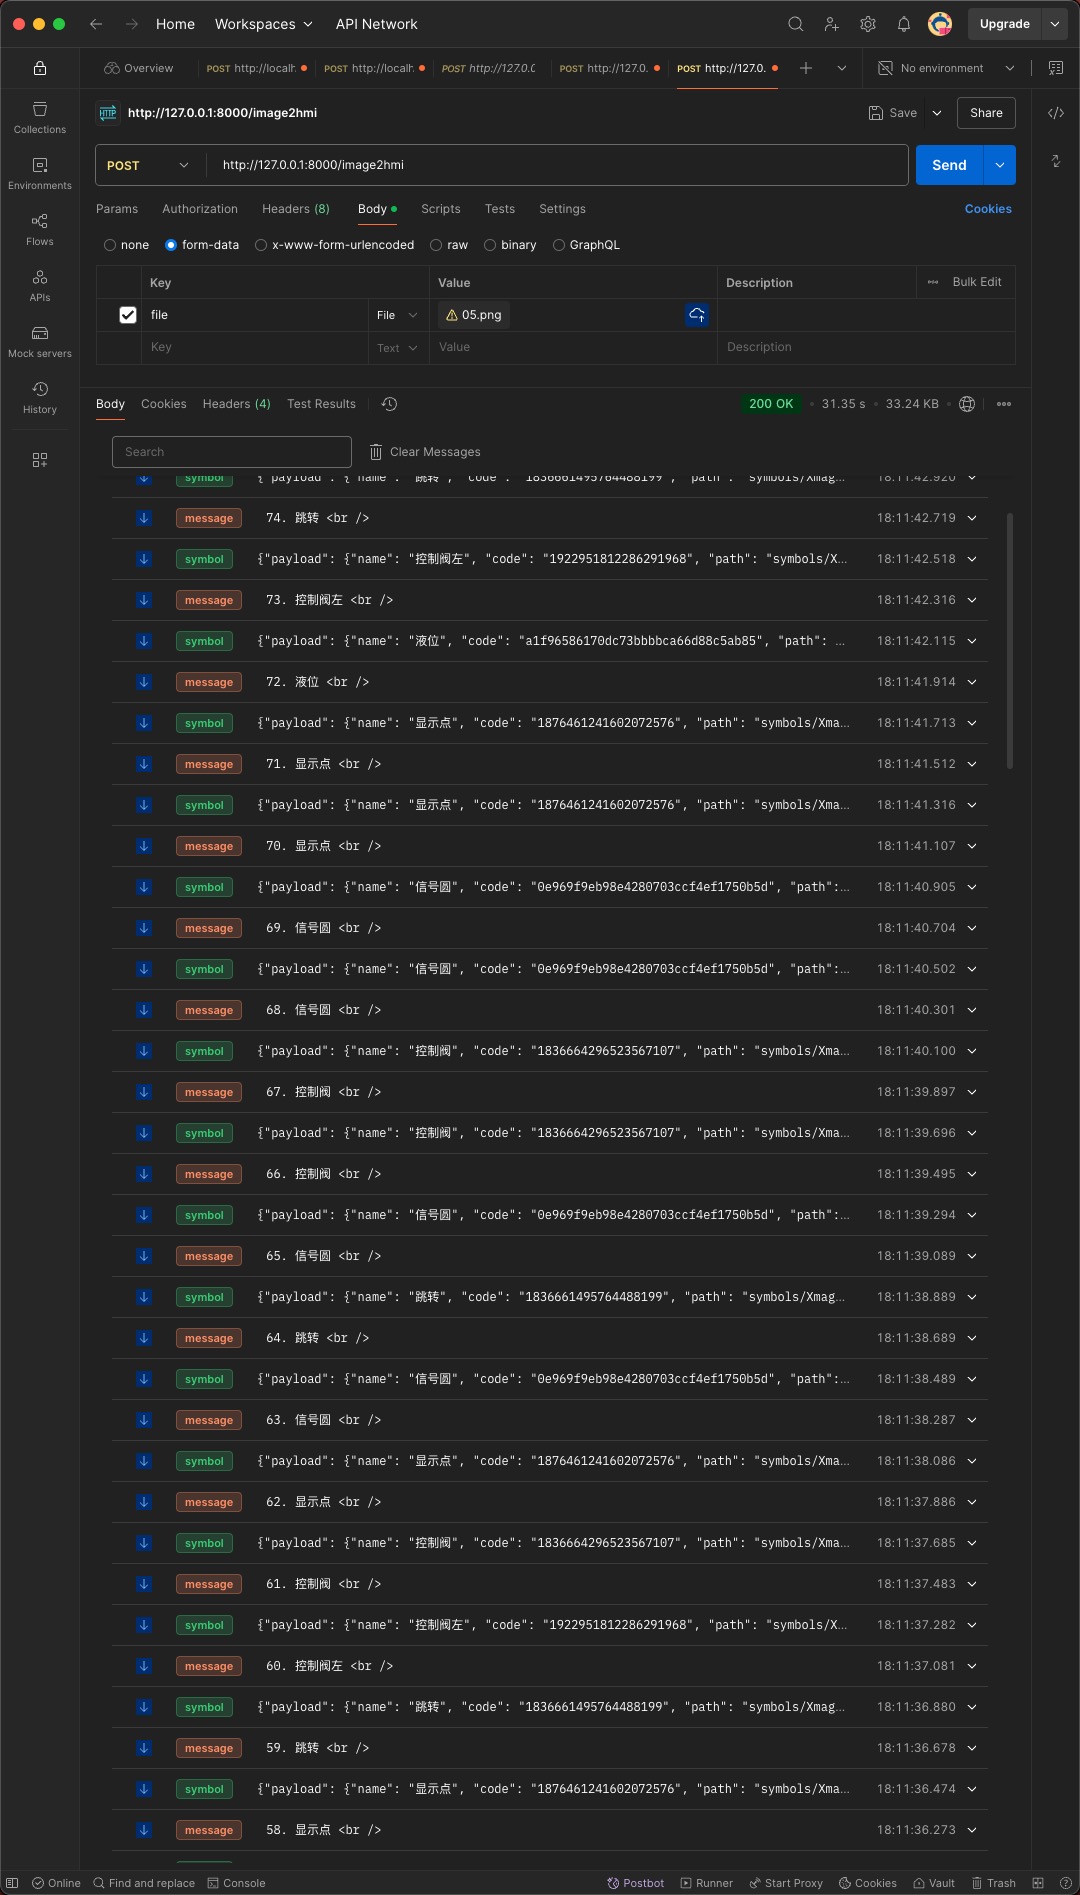 Home Workspaces API Network Upgrade
Overview POST http://localh POST http://localh POST http://127.0.0 POST http://127.0. POST http://127.0. No environment
HTTP http://127.0.0.1:8000/image2hmi Save Share
POST http://127.0.0.1:8000/image2hmi Send
Collections
Environments
Flows
APIs
Mock servers
History
Params Authorization Headers (8) Body Scripts Tests Settings Cookies
none form-data x-www-form-urlencoded raw binary GraphQL
Key Value Description Bulk Edit
file File 05.png
Key Text Value Description
Body Cookies Headers (4) Test Results 200 OK 31.35 s 33.24 KB
Search Clear Messages
symbol {"payload": {"name": "跳转", "code": "1836661495764488199", "path": "symbols/Xmag... 18:11:42.920
message 74. 跳转 <br /> 18:11:42.719
symbol {"payload": {"name": "控制阀左", "code": "1922951812286291968", "path": "symbols/X... 18:11:42.518
message 73. 控制阀左 <br /> 18:11:42.316
symbol {"payload": {"name": "液位", "code": "a1f96586170dc73bbbbca66d88c5ab85", "path": ... 18:11:42.115
message 72. 液位 <br /> 18:11:41.914
symbol {"payload": {"name": "显示点", "code": "1876461241602072576", "path": "symbols/Xma... 18:11:41.713
message 71. 显示点 <br /> 18:11:41.512
symbol {"payload": {"name": "显示点", "code": "1876461241602072576", "path": "symbols/Xma... 18:11:41.316
message 70. 显示点 <br /> 18:11:41.107
symbol {"payload": {"name": "信号圆", "code": "0e969f9eb98e4280703ccf4ef1750b5d", "path":... 18:11:40.905
message 69. 信号圆 <br /> 18:11:40.704
symbol {"payload": {"name": "信号圆", "code": "0e969f9eb98e4280703ccf4ef1750b5d", "path":... 18:11:40.502
message 68. 信号圆 <br /> 18:11:40.301
symbol {"payload": {"name": "控制阀", "code": "1836664296523567107", "path": "symbols/Xma... 18:11:40.100
message 67. 控制阀 <br /> 18:11:39.897
symbol {"payload": {"name": "控制阀", "code": "1836664296523567107", "path": "symbols/Xma... 18:11:39.696
message 66. 控制阀 <br /> 18:11:39.495
symbol {"payload": {"name": "信号圆", "code": "0e969f9eb98e4280703ccf4ef1750b5d", "path":... 18:11:39.294
message 65. 信号圆 <br /> 18:11:39.089
symbol {"payload": {"name": "跳转", "code": "1836661495764488199", "path": "symbols/Xmag... 18:11:38.889
message 64. 跳转 <br /> 18:11:38.689
symbol {"payload": {"name": "信号圆", "code": "0e969f9eb98e4280703ccf4ef1750b5d", "path":... 18:11:38.489
message 63. 信号圆 <br /> 18:11:38.287
symbol {"payload": {"name": "显示点", "code": "1876461241602072576", "path": "symbols/Xma... 18:11:38.086
message 62. 显示点 <br /> 18:11:37.886
symbol {"payload": {"name": "控制阀", "code": "1836664296523567107", "path": "symbols/Xma... 18:11:37.685
message 61. 控制阀 <br /> 18:11:37.483
symbol {"payload": {"name": "控制阀左", "code": "1922951812286291968", "path": "symbols/X... 18:11:37.282
message 60. 控制阀左 <br /> 18:11:37.081
symbol {"payload": {"name": "跳转", "code": "1836661495764488199", "path": "symbols/Xmag... 18:11:36.880
message 59. 跳转 <br /> 18:11:36.678
symbol {"payload": {"name": "显示点", "code": "1876461241602072576", "path": "symbols/Xma... 18:11:36.474
message 58. 显示点 <br /> 18:11:36.273
Online Find and replace Console Postbot Runner Start Proxy Cookies Vault Trash